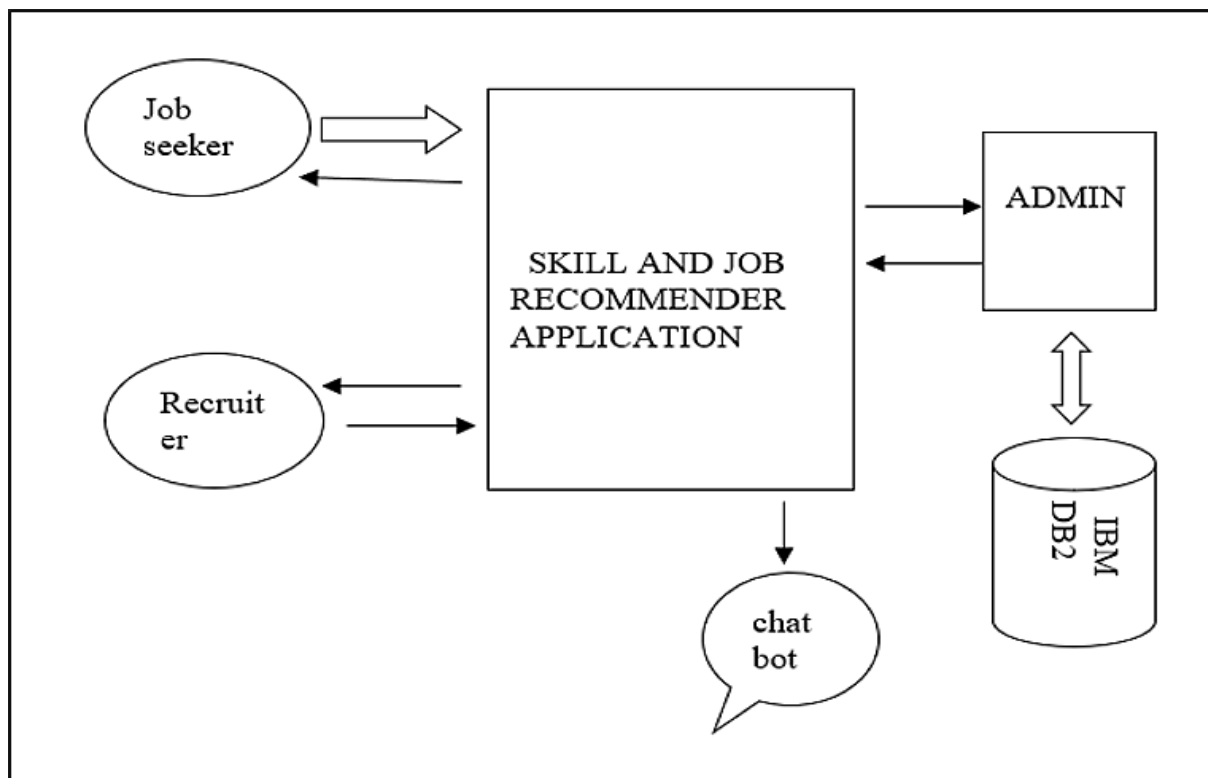 Job
seeker
ADMIN
SKILL AND JOB
RECOMMENDER
APPLICATION
Recruit
er
IBM
DB2
chat
bot